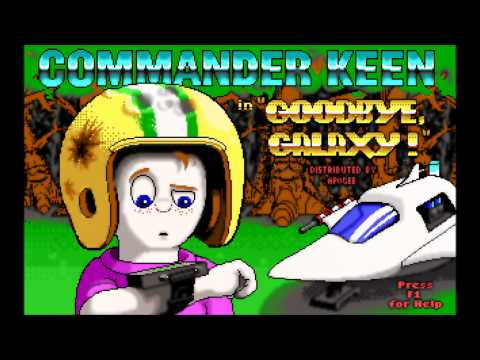 COMMANDER KEEN
in "GOODBYE,
GALAXY!"
DISTRIBUTED BY
APOGEE
Press
F1
for Help